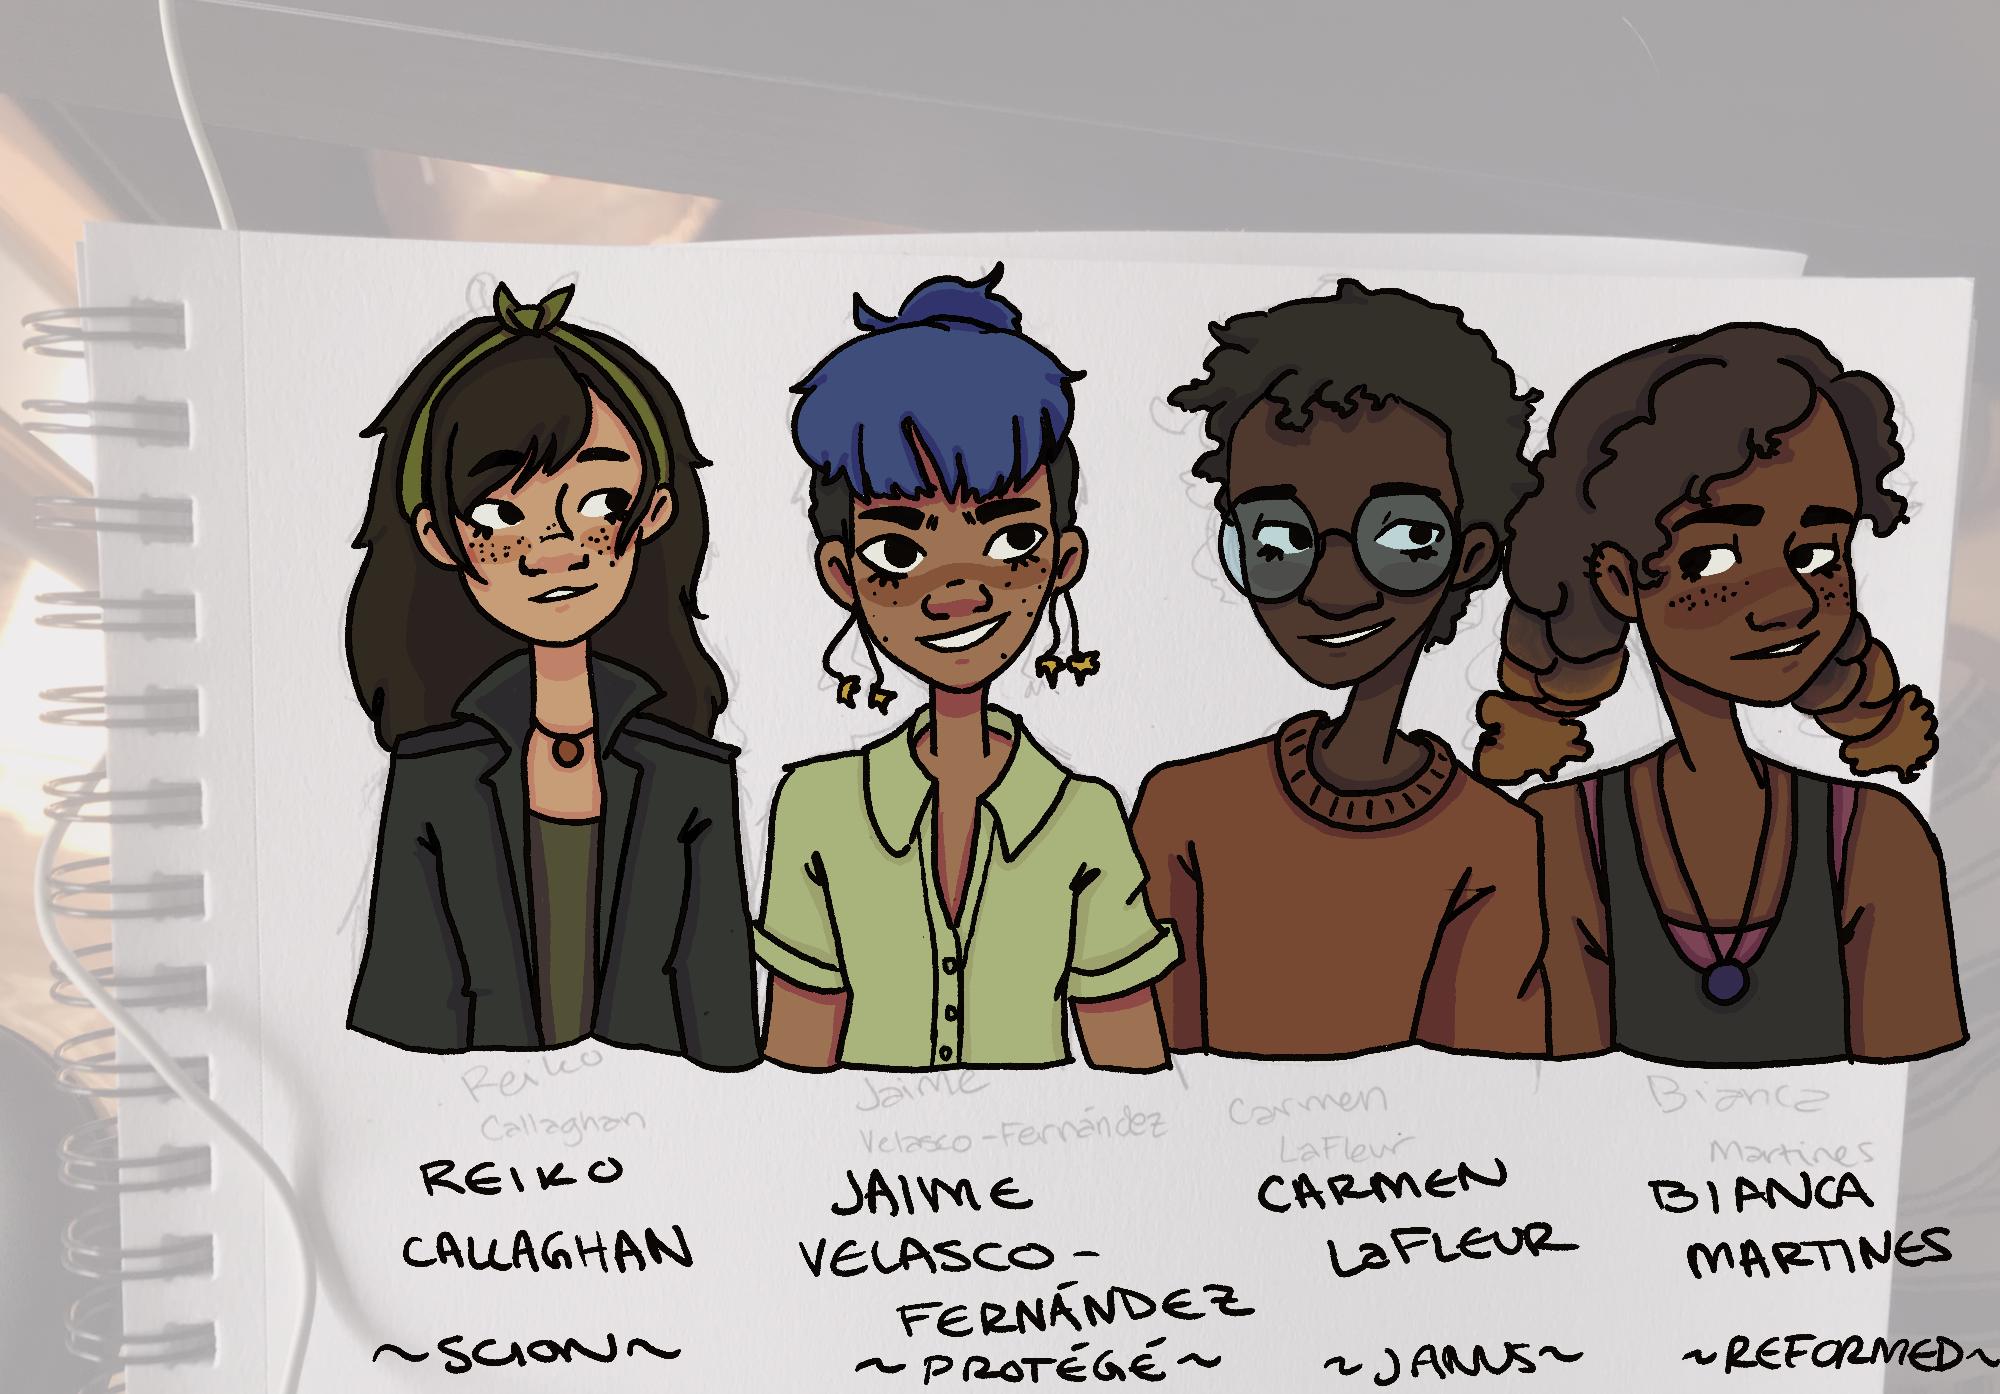 Reiko
Callaghan
REIKO
CALLAGHAN
~SCION~
Jaime
Velasco-Fernández
JAIME
VELASCO-
FERNÁNDEZ
~PROTÉGÉ~
Carmen
LaFleur
CARMEN
LaFLEUR
~JANUS~
Bianca
Martines
BIANCA
MARTINES
~REFORMED~